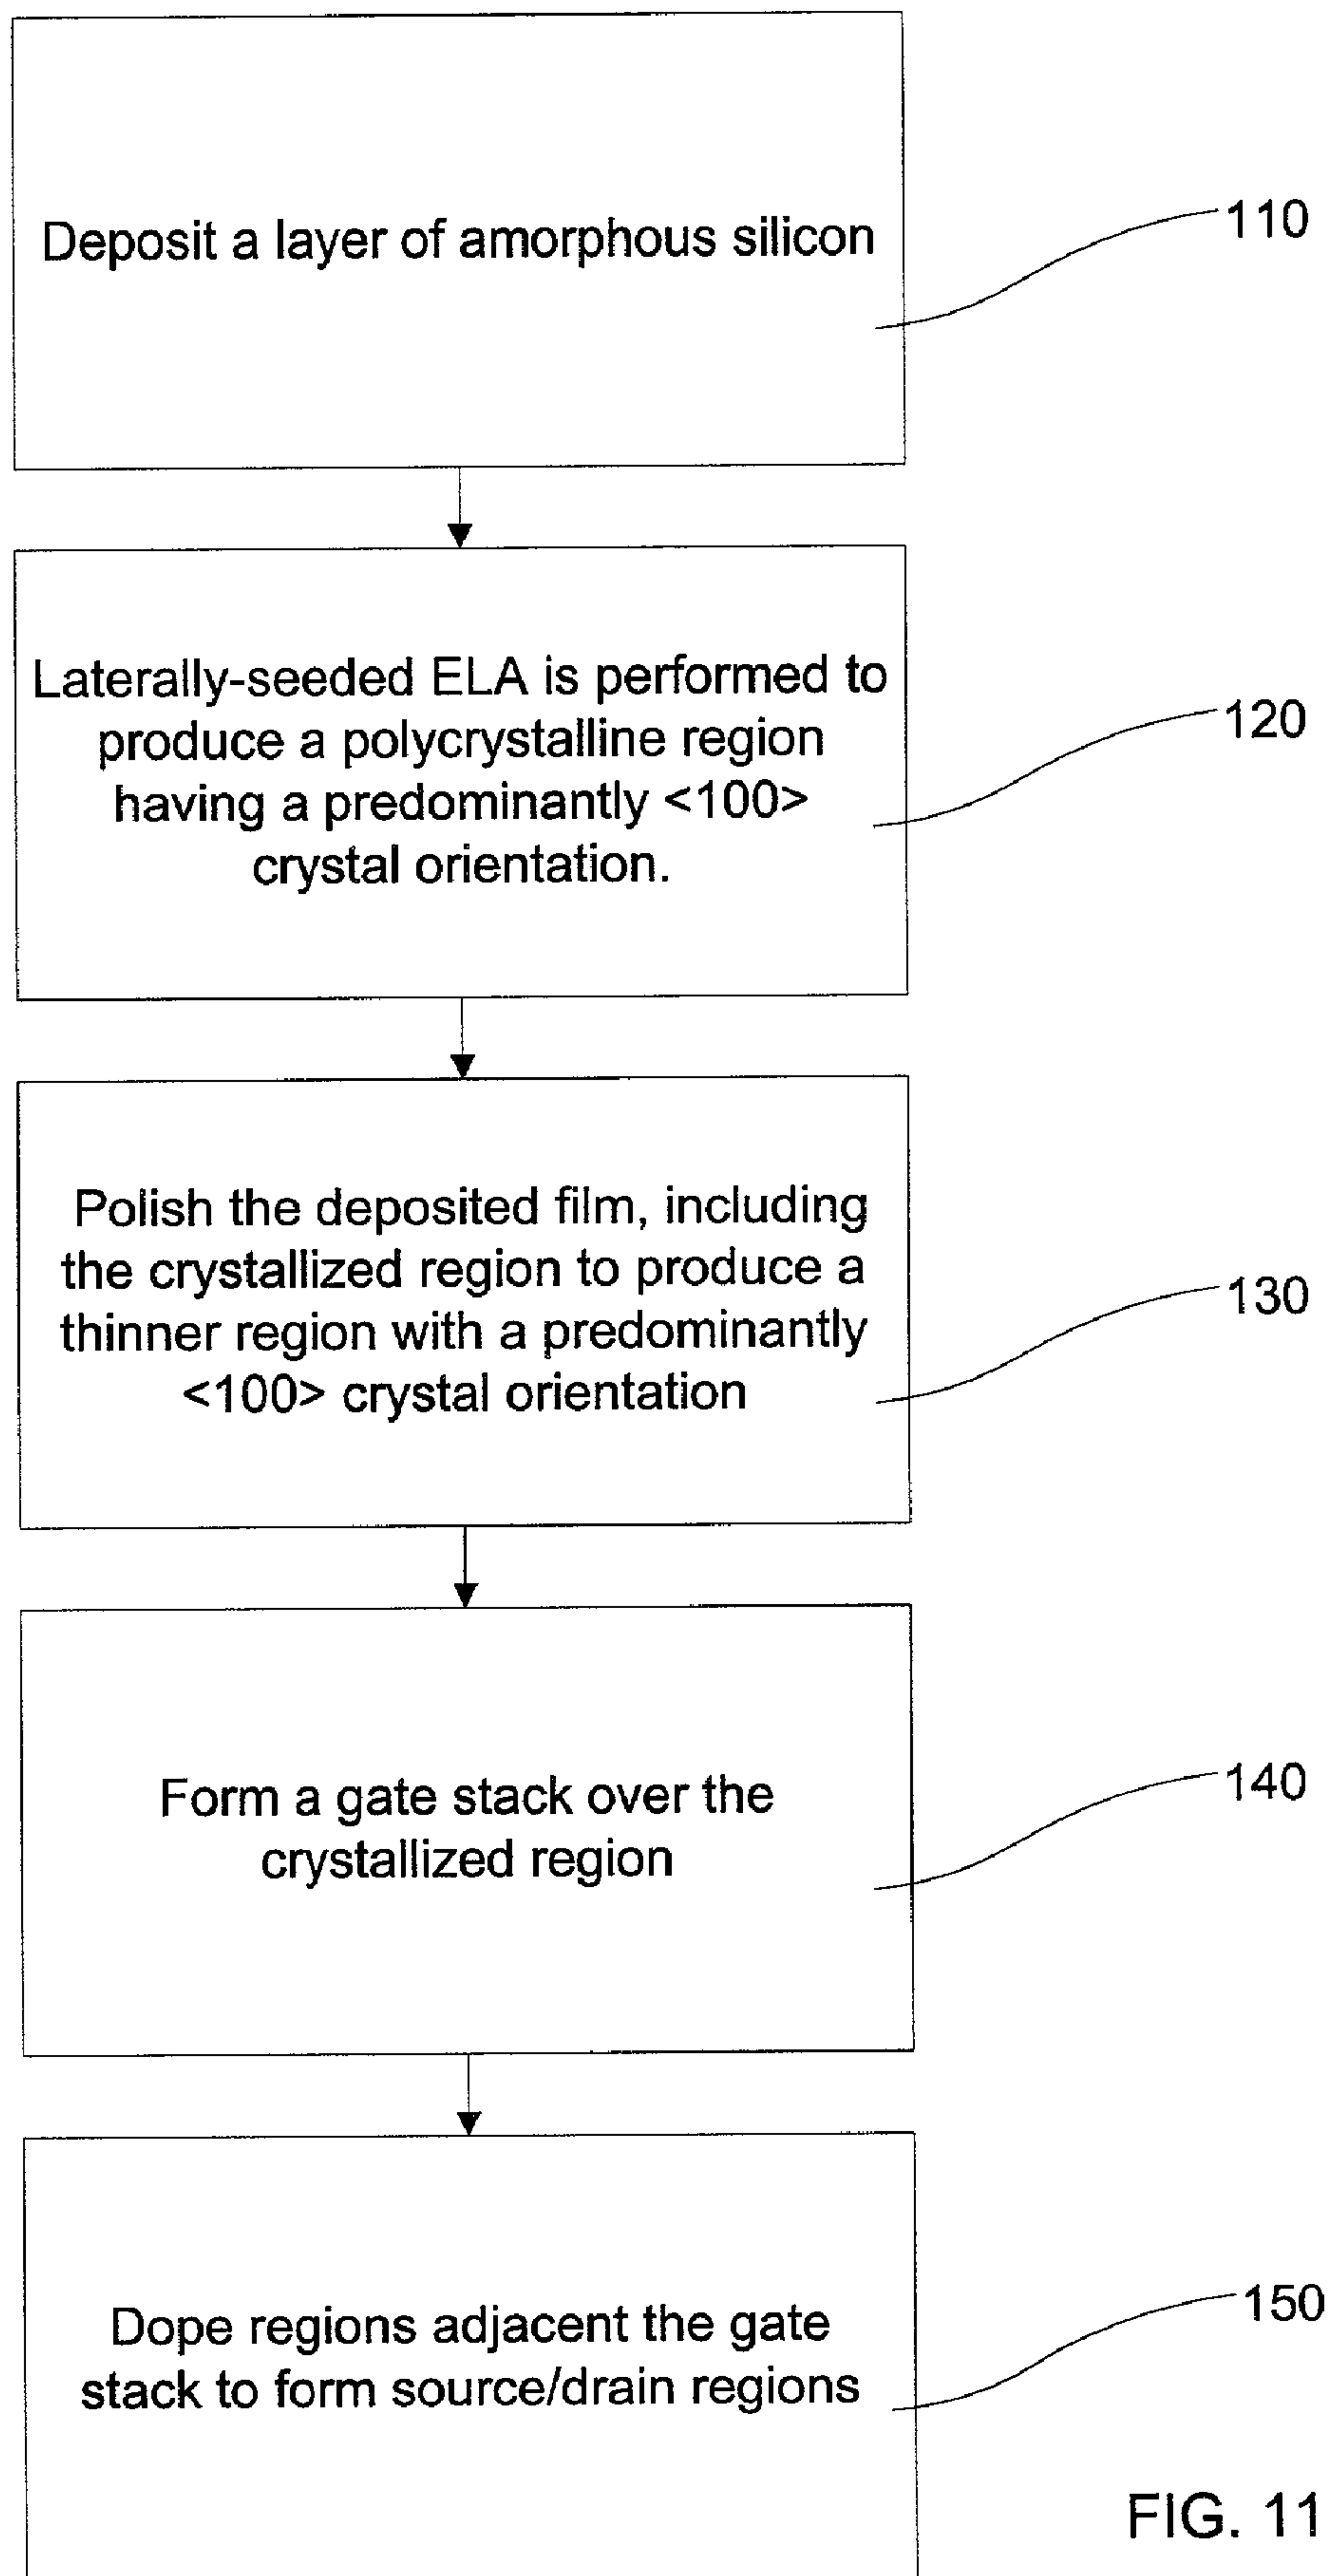 Deposit a layer of amorphous silicon
110
Laterally-seeded ELA is performed to
produce a polycrystalline region
having a predominantly <100>
crystal orientation.
120
Polish the deposited film, including
the crystallized region to produce a
thinner region with a predominantly
<100> crystal orientation
130
Form a gate stack over the
crystallized region
140
Dope regions adjacent the gate
stack to form source/drain regions
150
FIG. 11